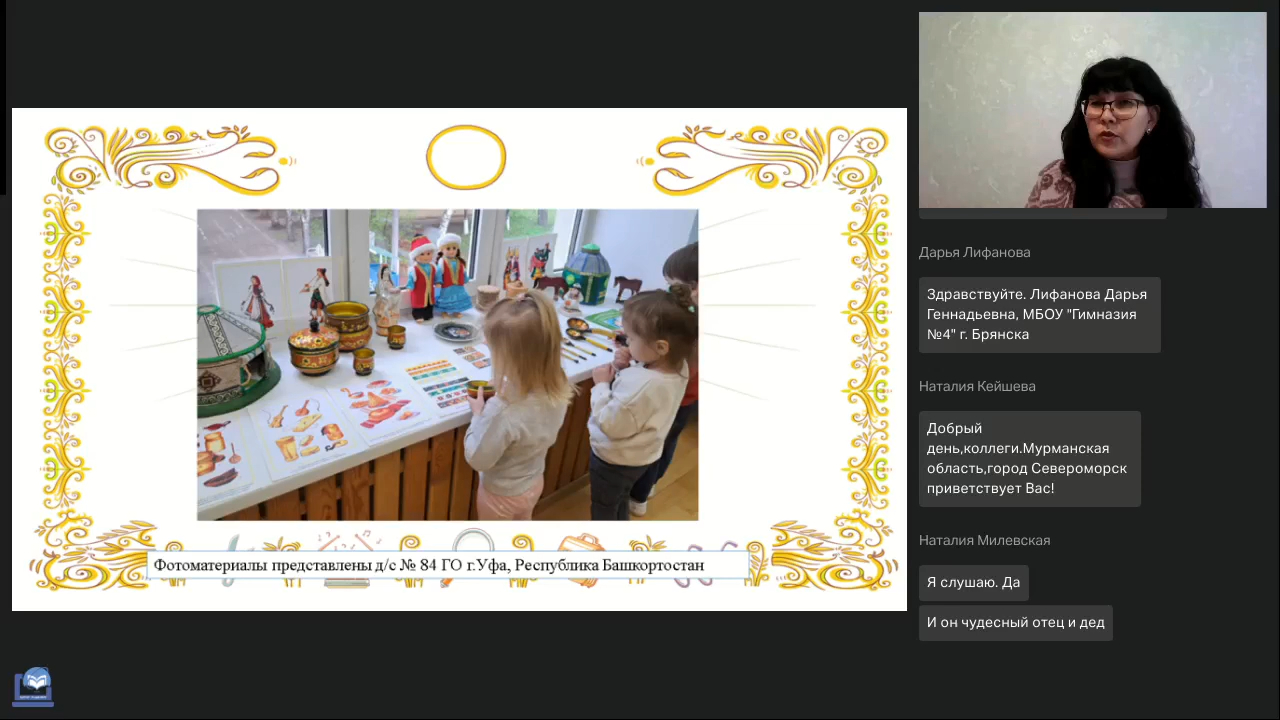 Фотоматериалы представлены д/с № 84 ГО г.Уфа, Республика Башкортостан
Дарья Лифанова
Здравствуйте. Лифанова Дарья
Геннадьевна, МБОУ "Гимназия
№4" г. Брянска
Наталия Кейшева
Добрый
день,коллеги.Мурманская
область,город Североморск
приветствует Вас!
Наталия Милевская
Я слушаю. Да
И он чудесный отец и дед